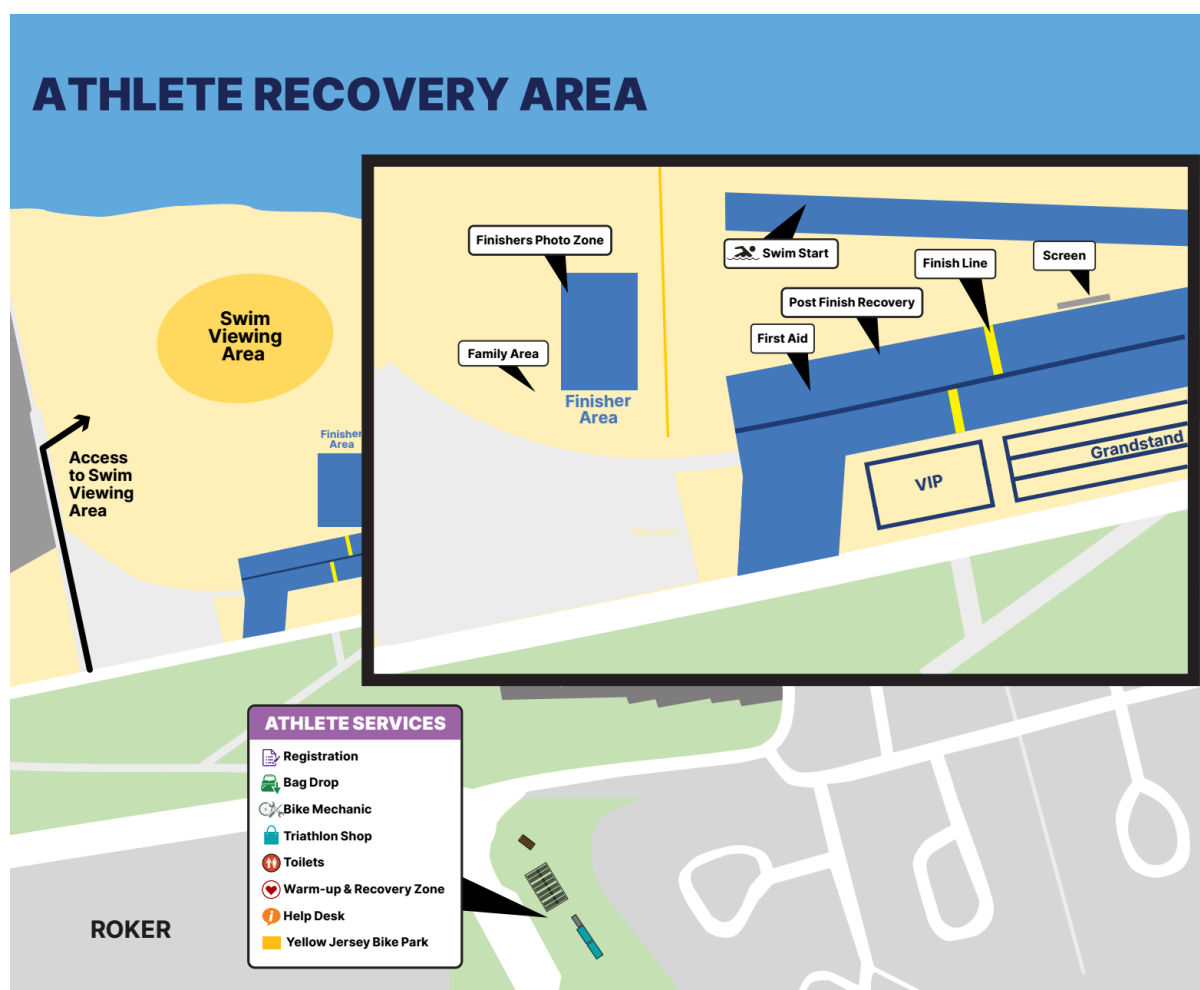 ATHLETE RECOVERY AREA
Finishers Photo Zone
Swim Start
Finish Line
Screen
Post Finish Recovery
First Aid
Family Area
Finisher
Area
VIP
Grandstand
Swim
Viewing
Area
Finisher
Area
Access
to Swim
Viewing
Area
ATHLETE SERVICES
Registration
Bag Drop
Bike Mechanic
Triathlon Shop
Toilets
Warm-up & Recovery Zone
Help Desk
Yellow Jersey Bike Park
ROKER